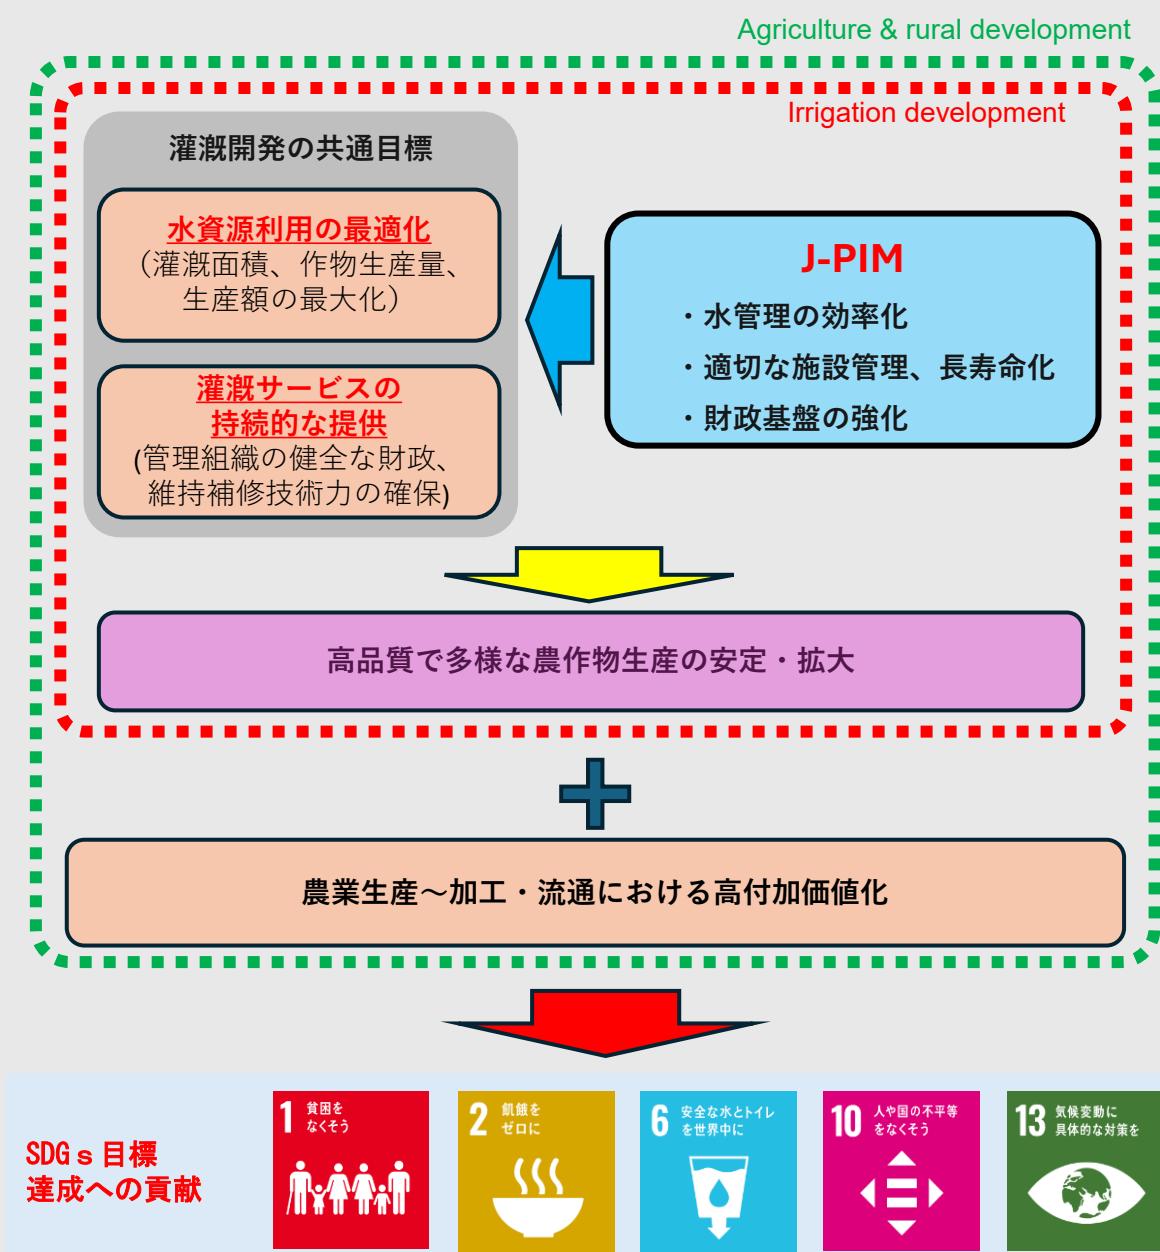 Agriculture & rural development
Irrigation development
灌漑開発の共通目標
水資源利用の最適化
（灌漑面積、作物生産量、
生産額の最大化）
灌漑サービスの
持続的な提供
(管理組織の健全な財政、
維持補修技術力の確保)
J-PIM
・水管理の効率化
・適切な施設管理、長寿命化
・財政基盤の強化
高品質で多様な農作物生産の安定・拡大
農業生産～加工・流通における高付加価値化
SDGｓ目標
達成への貢献
1 貧困を
なくそう
2 飢餓を
ゼロに
6 安全な水とトイレ
を世界中に
10 人や国の不平等
をなくそう
13 気候変動に
具体的な対策を